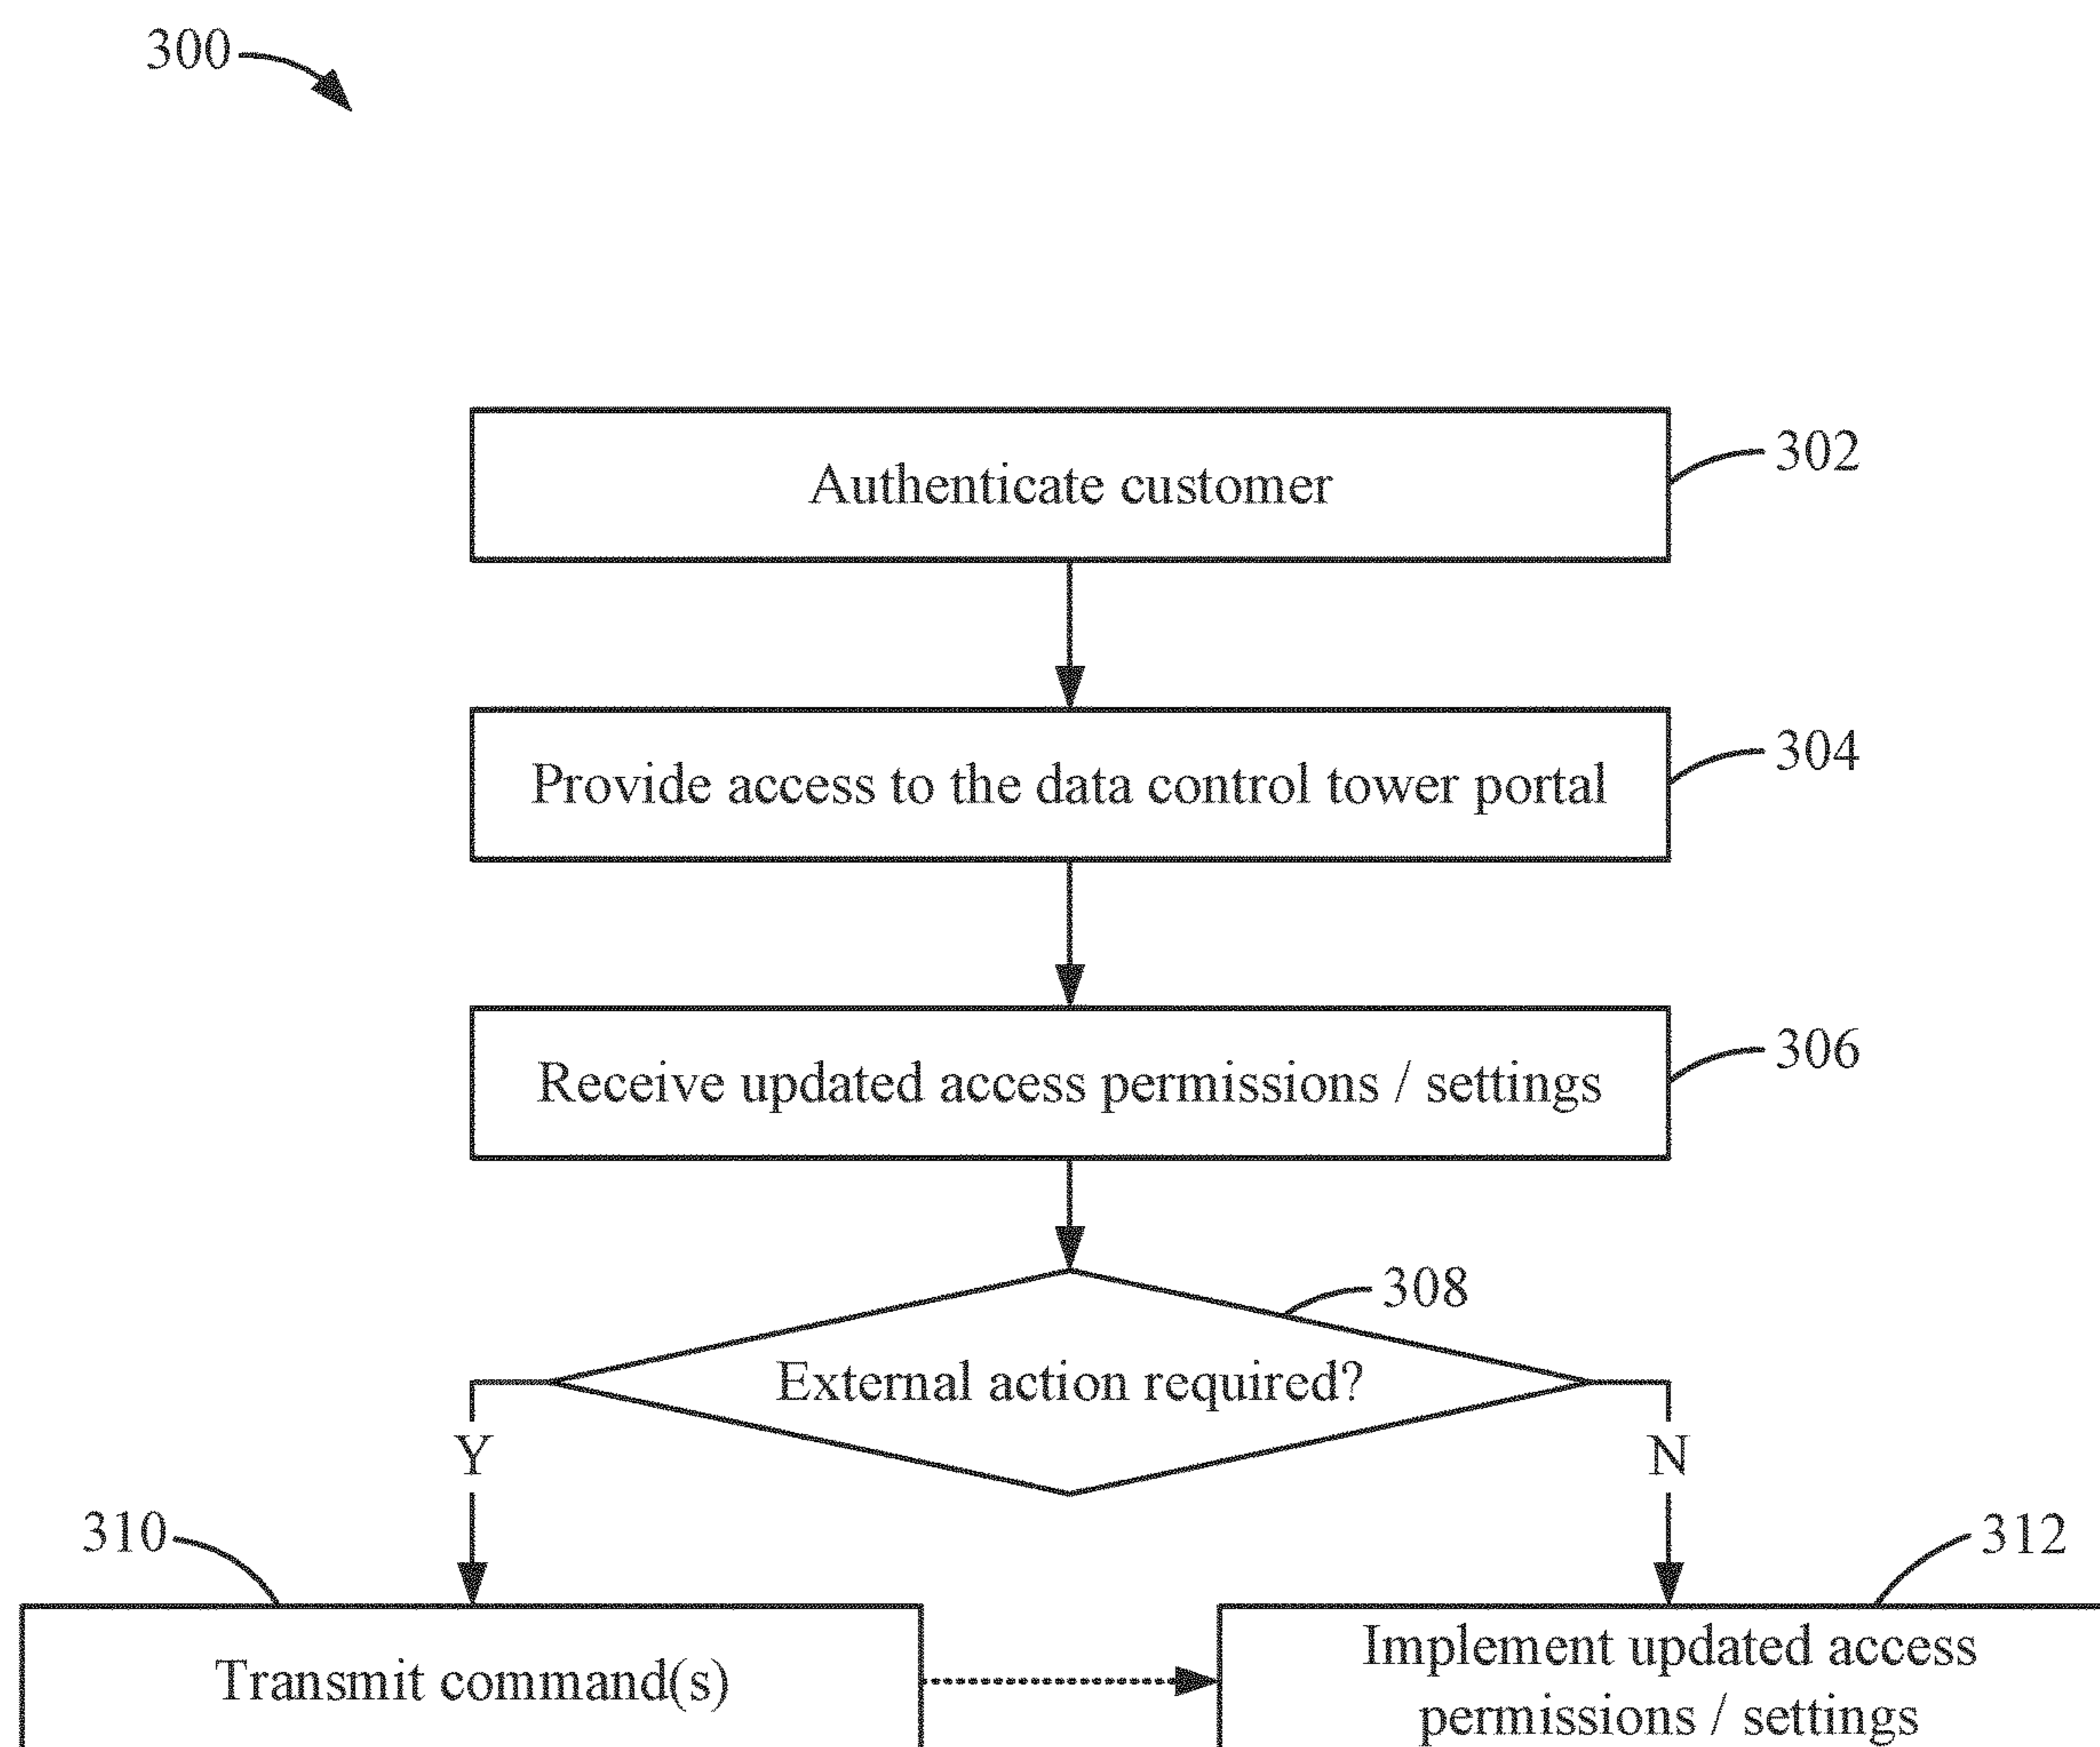 300
Authenticate customer
302
Provide access to the data control tower portal
304
Receive updated access permissions / settings
306
308
External action required?
Y
N
310
312
Transmit command(s)
Implement updated access
permissions / settings